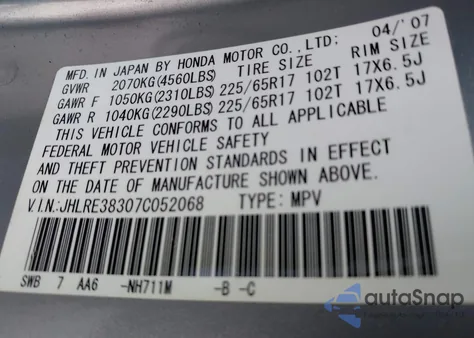 MFD. IN JAPAN BY HONDA MOTOR CO., LTD: 04/'07
GVWR 2070KG(4560LBS) TIRE SIZE RIM SIZE
GAWR F 1050KG(2310LBS) 225/65R17 102T 17X6.5J
GAWR R 1040KG(2290LBS) 225/65R17 102T 17X6.5J
THIS VEHICLE CONFORMS TO ALL APPLICABLE
FEDERAL MOTOR VEHICLE SAFETY
AND THEFT PREVENTION STANDARDS IN EFFECT
ON THE DATE OF MANUFACTURE SHOWN ABOVE.
V.I.N:JHLRE38307C052068 TYPE: MPV
SWB 7 AA6 -NH711M -B -C
autoSnap